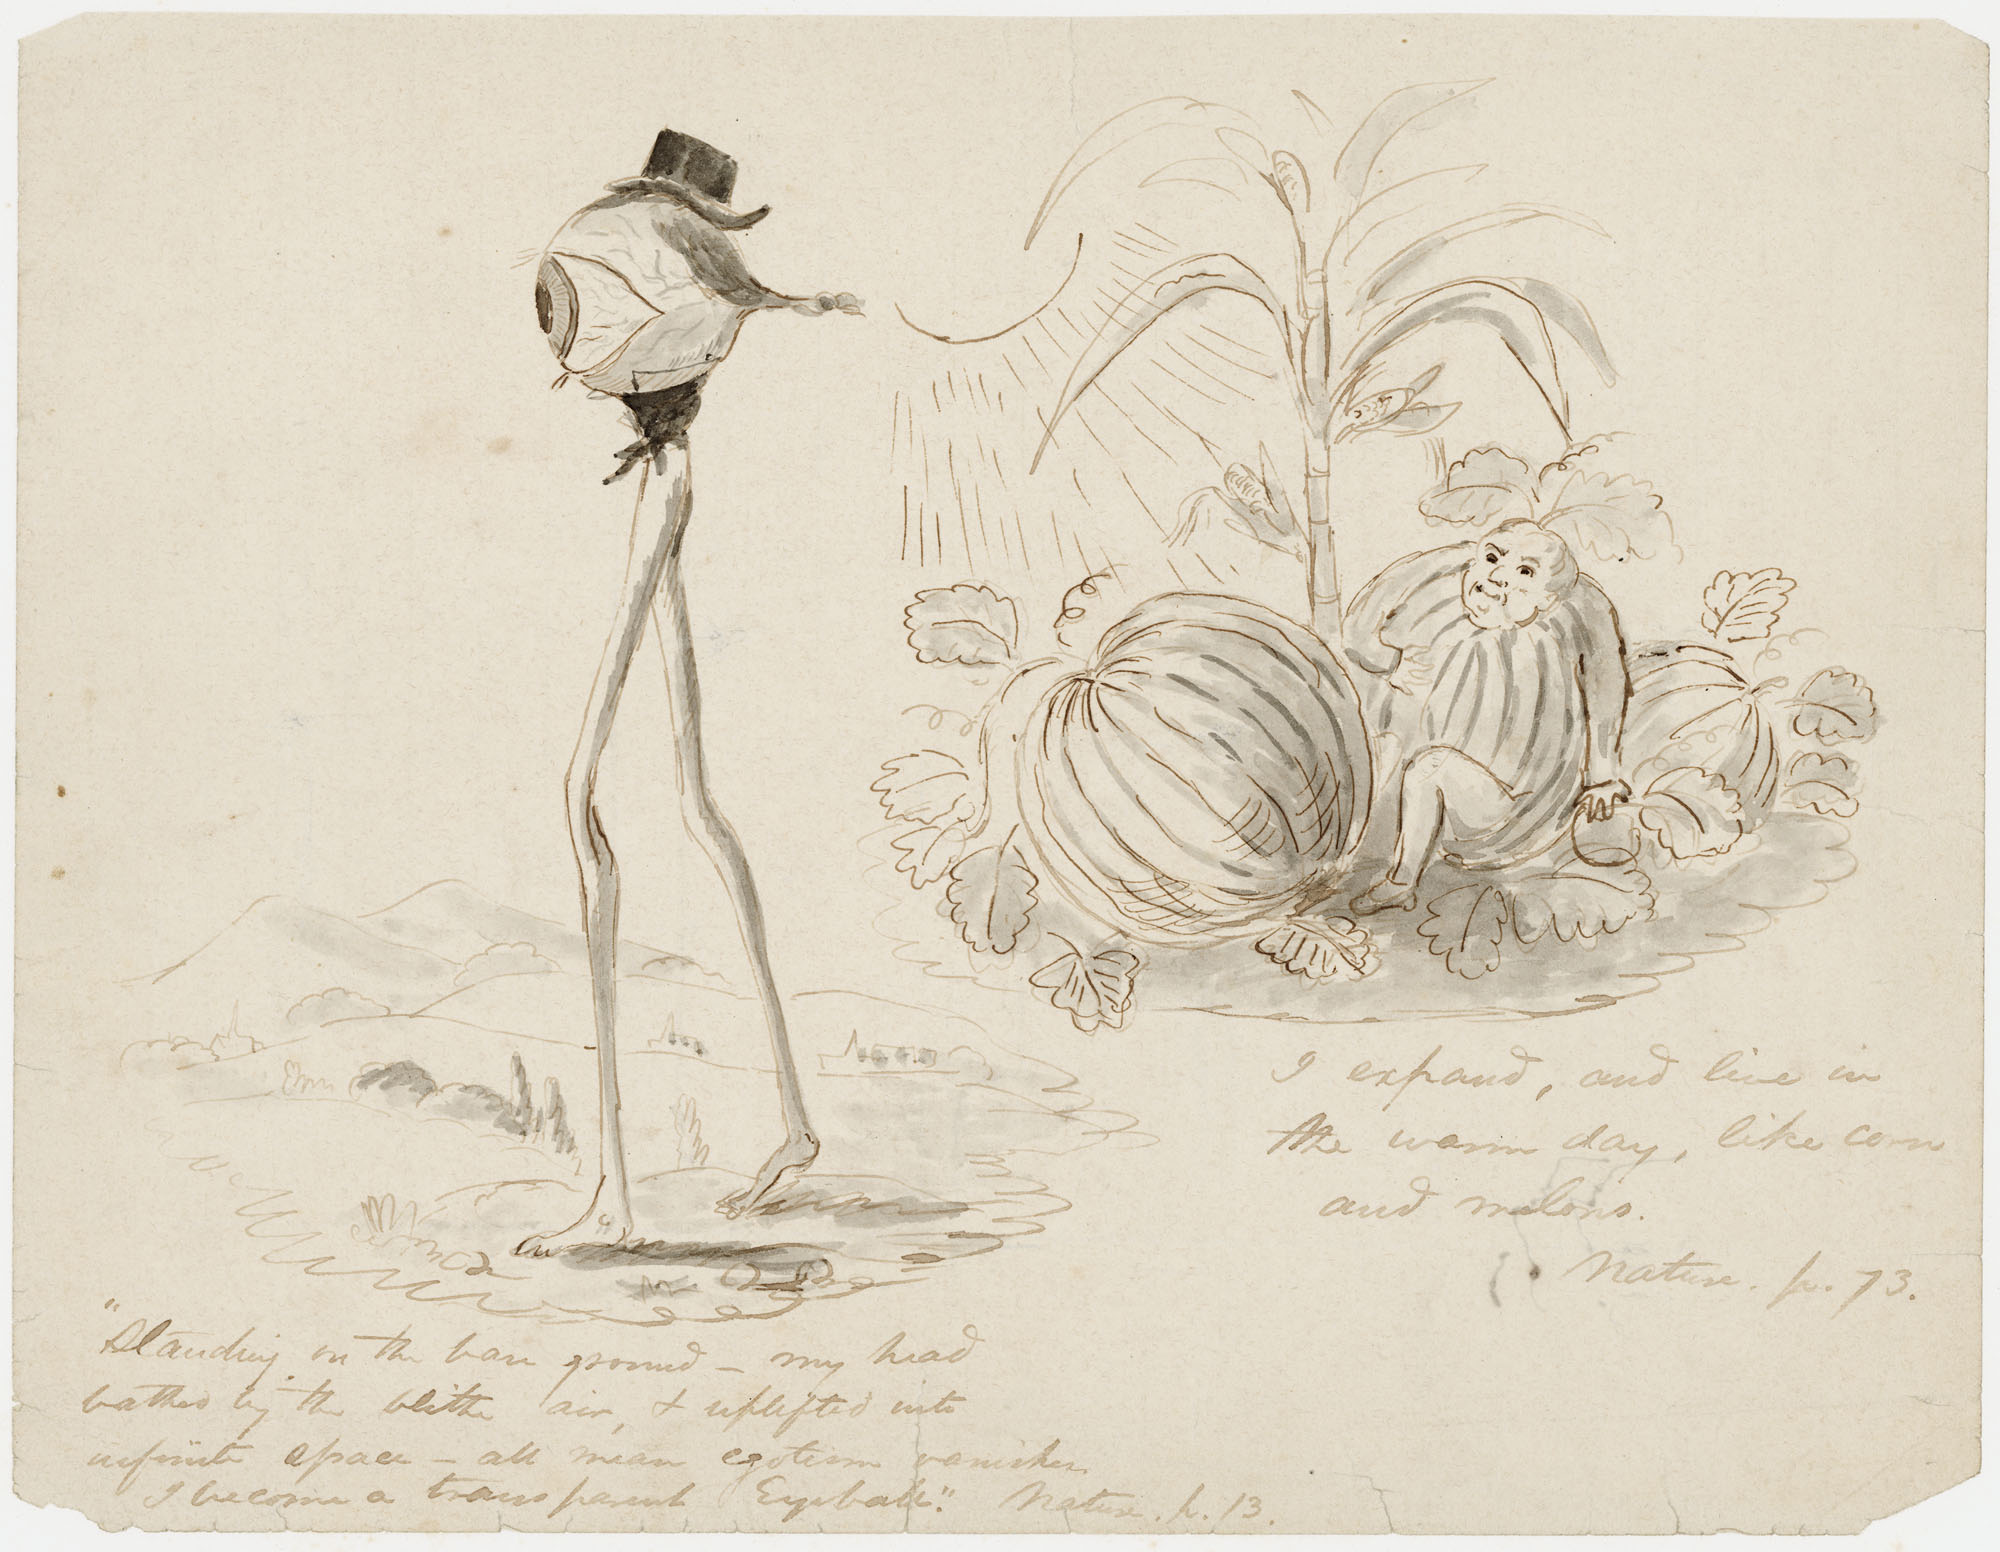 "Standing on the bare ground – my head
bathed by the blithe air, & uplifted into
infinite space – all mean egotism vanishes.
I become a transparent Eyeball." Nature. p. 13.
I expand, and live in
the warm day, like corn
and melons.
Nature. p. 73.